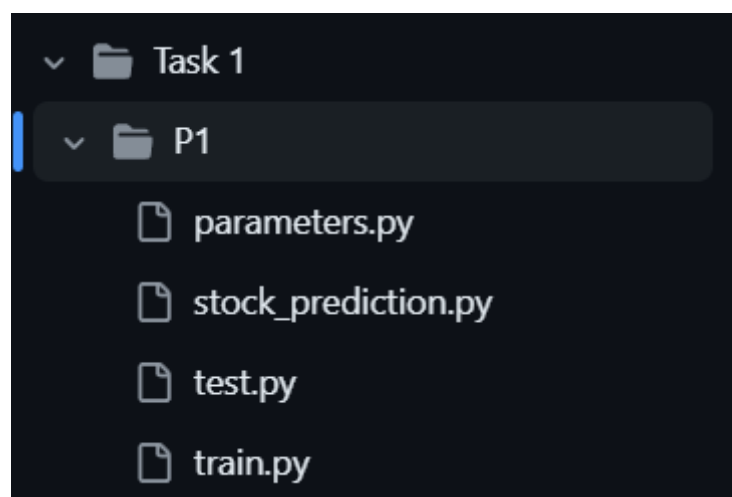 Task 1
P1
parameters.py
stock_prediction.py
test.py
train.py